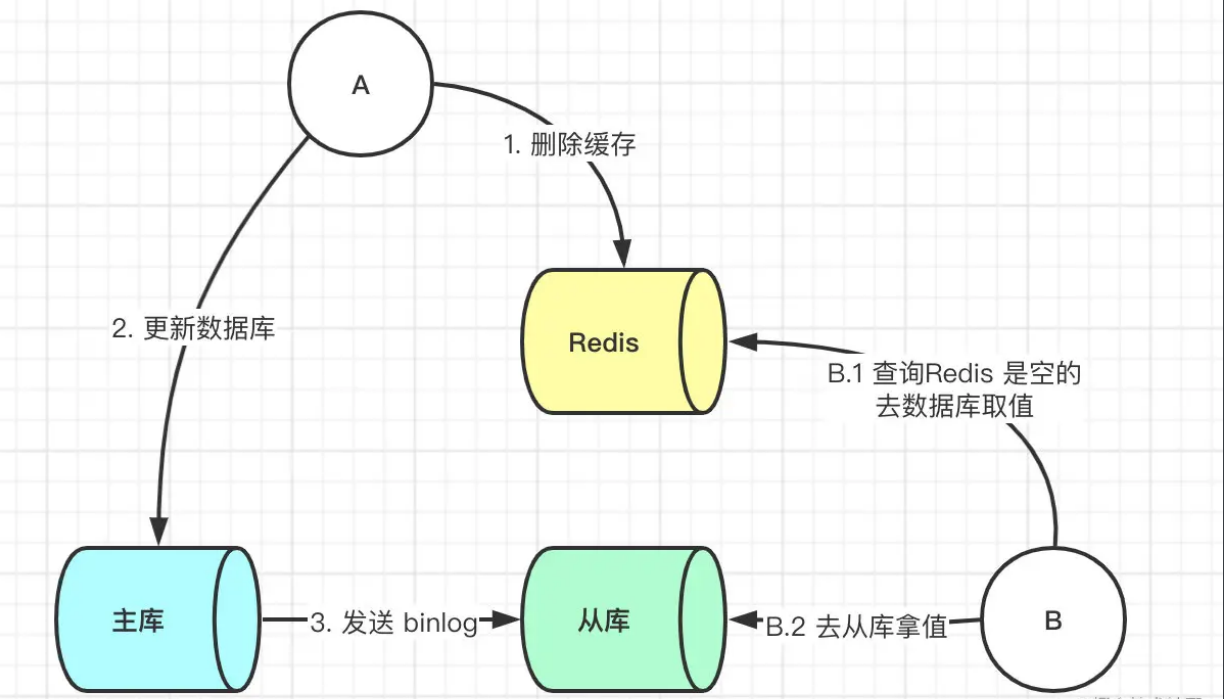 A
1. 删除缓存
2. 更新数据库
Redis
B.1 查询Redis 是空的
去数据库取值
主库
3. 发送 binlog
从库
B.2 去从库拿值
B